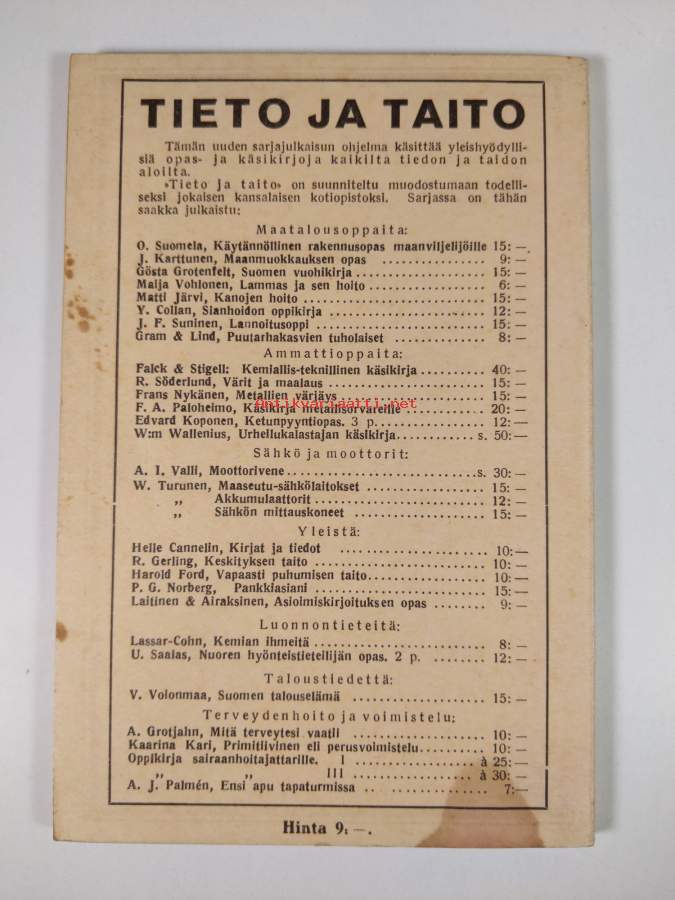 TIETO JA TAITO
Tämän uuden sarjajulkaisun ohjelma käsittää yleishyödylli-
siä opas- ja käsikirjoja kaikilta tiedon ja taidon
aloilta.
»Tieto ja taito» on suunniteltu muodostumaan todelli-
seksi jokaisen kansalaisen kotiopistoksi. Sarjassa on tähän
saakka julkaistu:
Maatalousoppaita:
O. Suomela, Käytännöllinen rakennusopas maanviljelijöille 15: —
J. Karttunen, Maanmuokkauksen opas ............... 9: —
Gösta Grotenfelt, Suomen vuohikirja .................... 15: —
Maija Vohlonen, Lammas ja sen hoito .................. 6: —
Matti Järvi, Kanojen hoito .......................... 15: —
Y. Collan, Sianhoidon oppikirja ....................... 12: —
J. F. Suninen, Lannoitusoppi ........................ 15: —
Gram & Lind, Puutarhakasvien tuholaiset ............. 8: —
Ammattioppaita:
Falck & Stigell: Kemiallis-teknillinen käsikirja ........... 40: —
R. Söderlund, Värit ja maalaus ....................... 15: —
Frans Nykänen, Metallien värjäys ..................... 15: —
F. A. Paloheimo, Käsikirja metallisorvareille ........... 20: —
antikvariaatti.net
Edvard Koponen, Ketunpyyntiopas. 3 p. ............... 12: —
W:m Wallenius, Urheilukalastajan käsikirja ........... s. 50: —
Sähkö ja moottorit:
A. I. Valli, Moottorivene ........................... s. 30: —
W. Turunen, Maaseutu-sähkölaitokset ................. 15: —
„ Akkumulaattorit ........................ 12: —
„ Sähkön mittauskoneet ................... 15: —
Yleistä:
Helle Cannelin, Kirjat ja tiedot ..................... 10: —
R. Gerling, Keskityksen taito ........................ 10: —
Harold Ford, Vapaasti puhumisen taito ................. 10: —
P. G. Norberg, Pankkiasiani ......................... 15: —
Laitinen & Airaksinen, Asioimiskirjoituksen opas ......... 9: —
Luonnontieteitä:
Lassar-Cohn, Kemian ihmeitä ........................ 8: —
U. Saalas, Nuoren hyönteistieteilijän opas. 2 p. ........ 12: —
Taloustiedettä:
V. Voionmaa, Suomen talouselämä .................... 15: —
Terveydenhoito ja voimistelu:
A. Grotjahn, Mitä terveytesi vaatii ................... 10: —
Kaarina Kari, Primitiivinen eli perusvoimistelu .......... 10: —
Oppikirja sairaanhoitajattarille. I .................. à 25: —
„ „ III .................. à 30: —
A. J. Palmén, Ensi apu tapaturmissa .................. 7: —
Hinta 9: —.